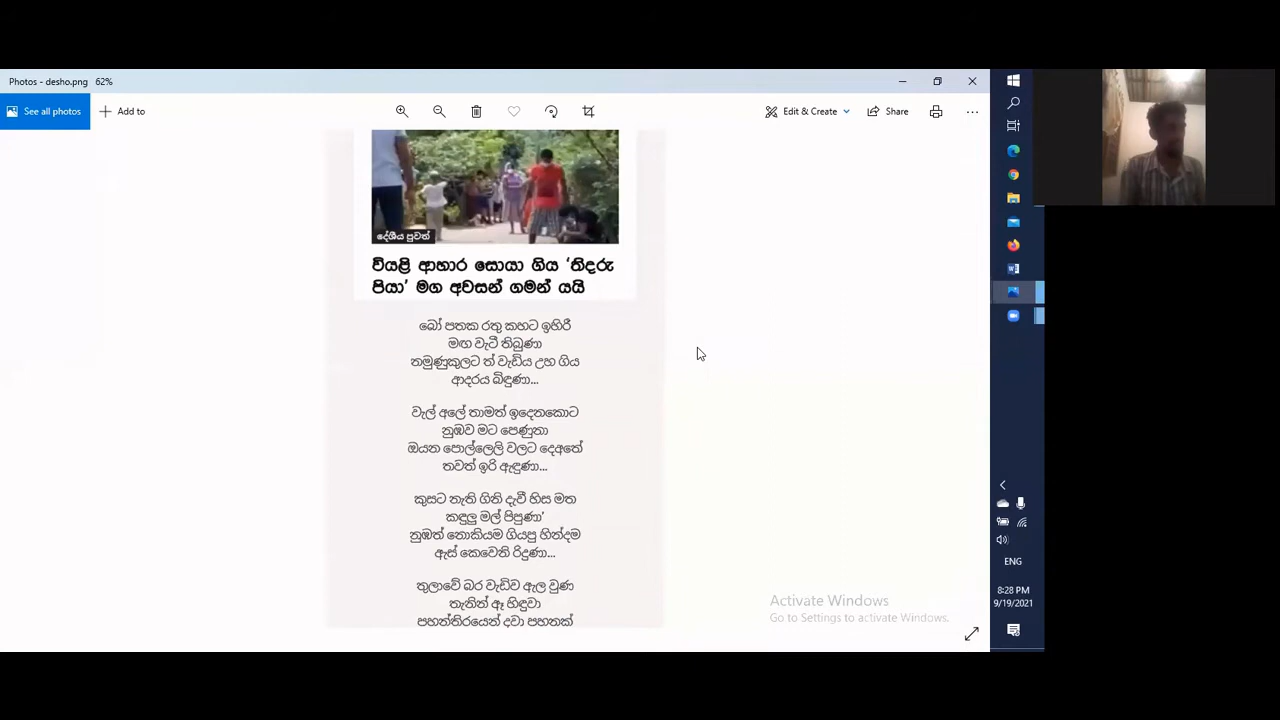 Photos - desho.png 62%
See all photos
Add to
Edit & Create
Share
දේශීය පුවත්
වියළි ආහාර සොයා ගිය ‘තිදරු
පියා’ මග අවසන් ගමන් යයි
බෝ පතක රතු කහට ඉහිරී
මඟ වැටී තිබුණා
නමුණුකුලට ත් වැඩිය උහ ගිය
ආදරය බිඳුණා...
වැල් අලේ තාමත් ඉදෙනකොට
නුඹව මට පෙණුනා
ඔයන පොල්ලෙලි වලට දෙඅතේ
තවත් ඉරි ඇඳුණා...
කුසට නැති ගිනි දැවී හිස මත
කඳුලු මල් පිපුණා’
නුඹත් නොකියම ගියපු හින්දම
ඇස් කෙවෙනි රිදුණා...
තුලාවේ බර වැඩිව ඇල වුණ
තැනින් ඈ හිඳුවා
පහන්තිරයෙන් දවා පහනක්
Activate Windows
Go to Settings to activate Windows.
ENG
8:28 PM
9/19/2021